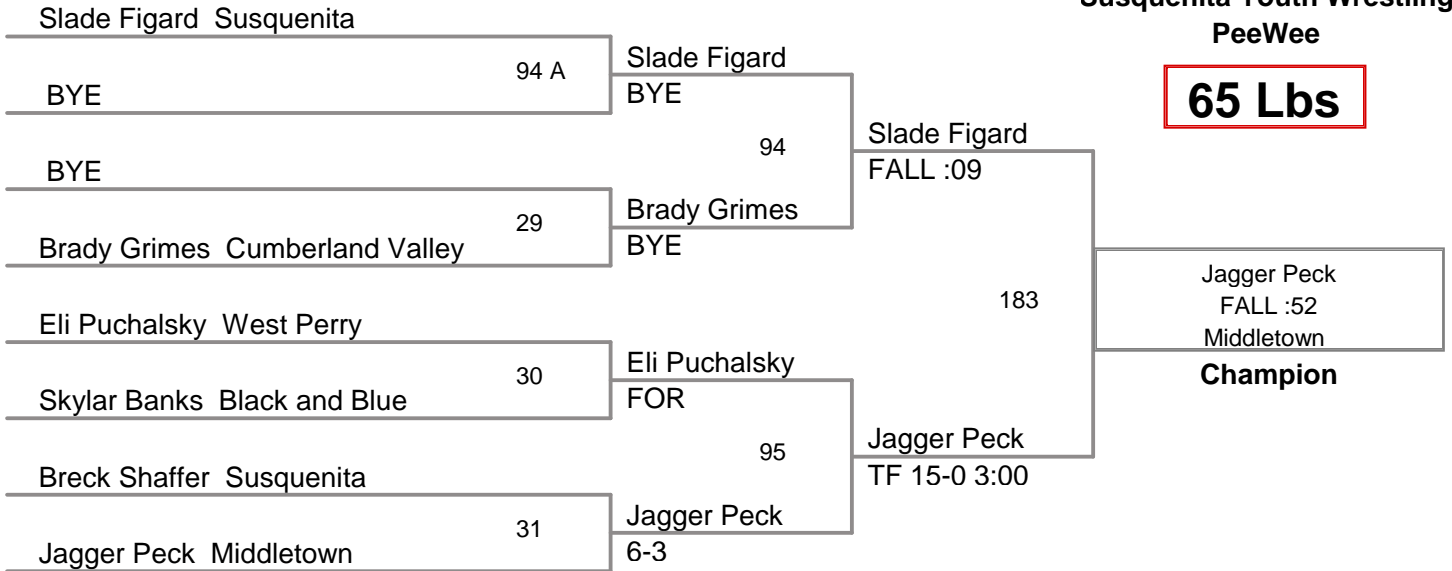 Susquenita Youth Wrestling
PeeWee
65 Lbs
Slade Figard Susquenita
94 A
BYE
Slade Figard
BYE
94
BYE
29
Brady Grimes Cumberland Valley
Brady Grimes
BYE
Slade Figard
FALL :09
183
Eli Puchalsky West Perry
30
Skylar Banks Black and Blue
Eli Puchalsky
FOR
95
Breck Shaffer Susquenita
31
Jagger Peck Middletown
Jagger Peck
6-3
Jagger Peck
TF 15-0 3:00
Jagger Peck
FALL :52
Middletown
Champion